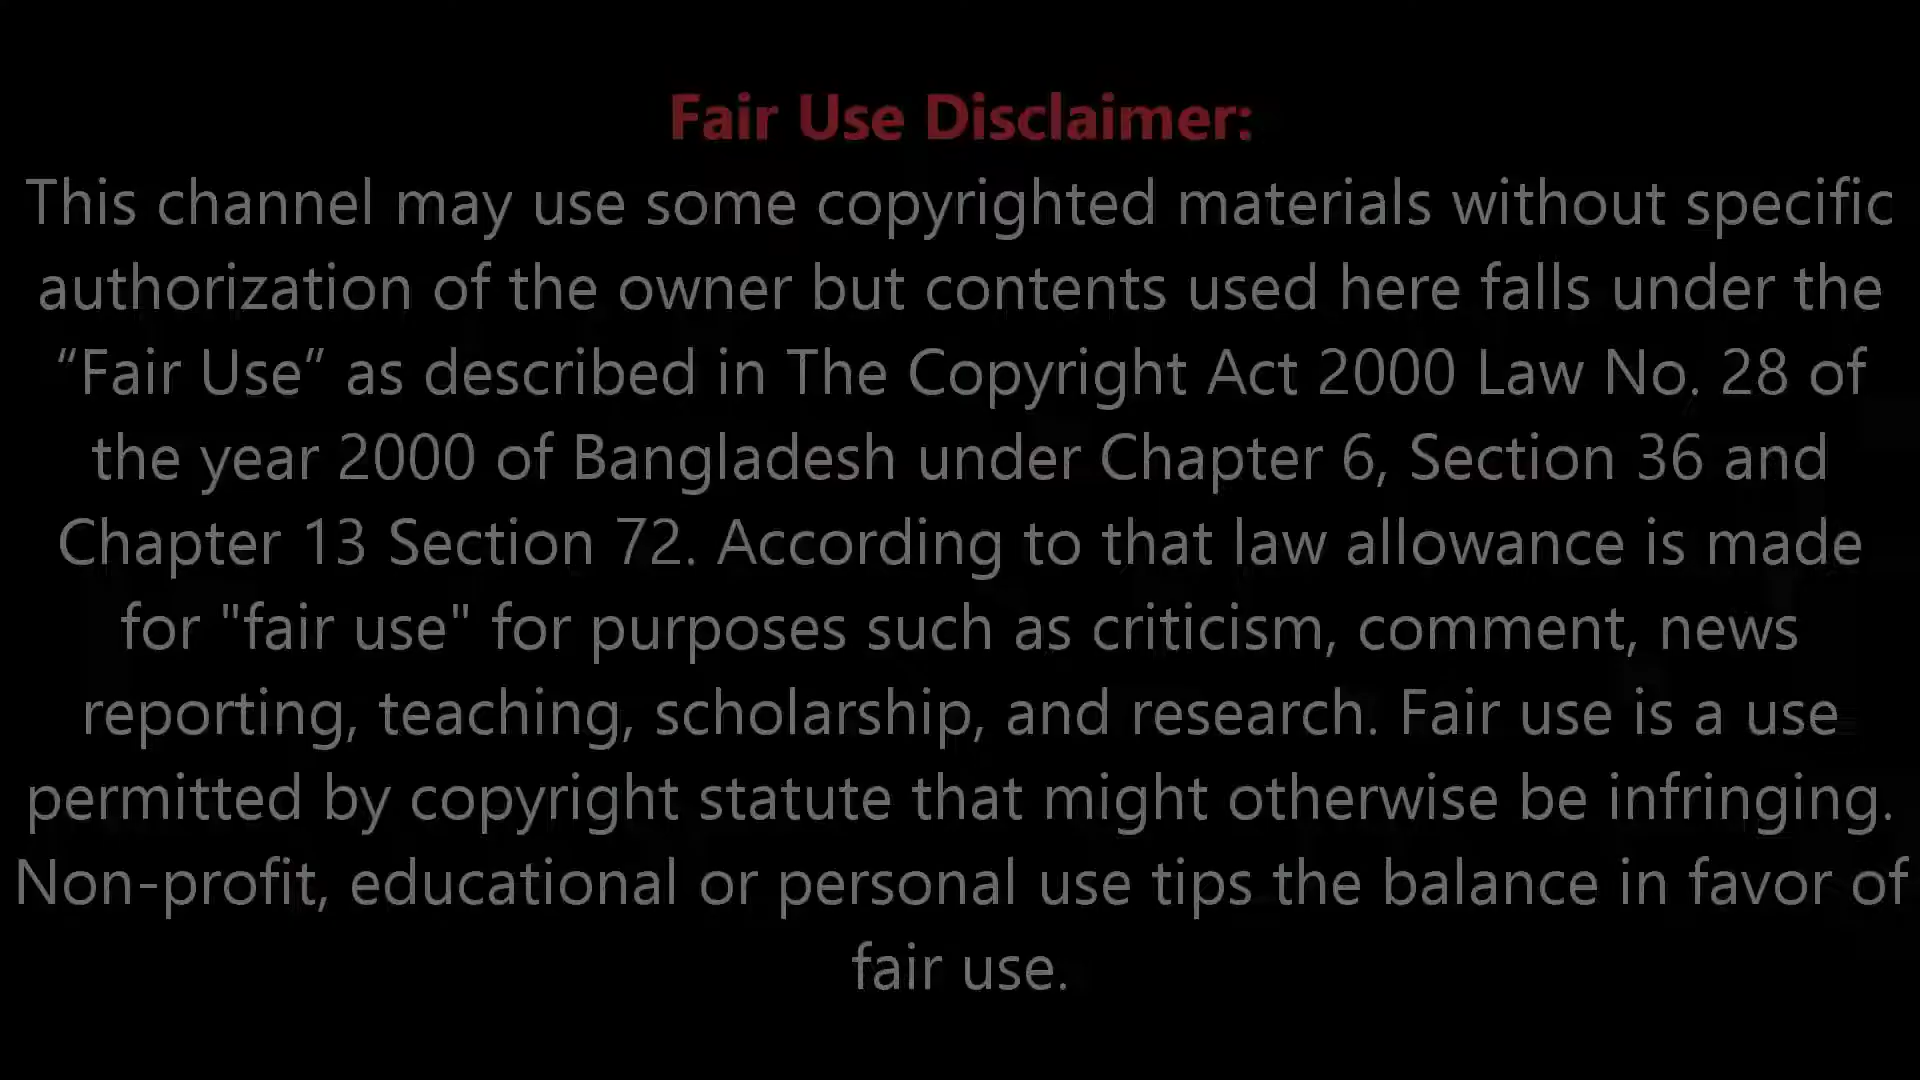 Fair Use Disclaimer:
This channel may use some copyrighted materials without specific
authorization of the owner but contents used here falls under the
“Fair Use” as described in The Copyright Act 2000 Law No. 28 of
the year 2000 of Bangladesh under Chapter 6, Section 36 and
Chapter 13 Section 72. According to that law allowance is made
for "fair use" for purposes such as criticism, comment, news
reporting, teaching, scholarship, and research. Fair use is a use
permitted by copyright statute that might otherwise be infringing.
Non-profit, educational or personal use tips the balance in favor of
fair use.